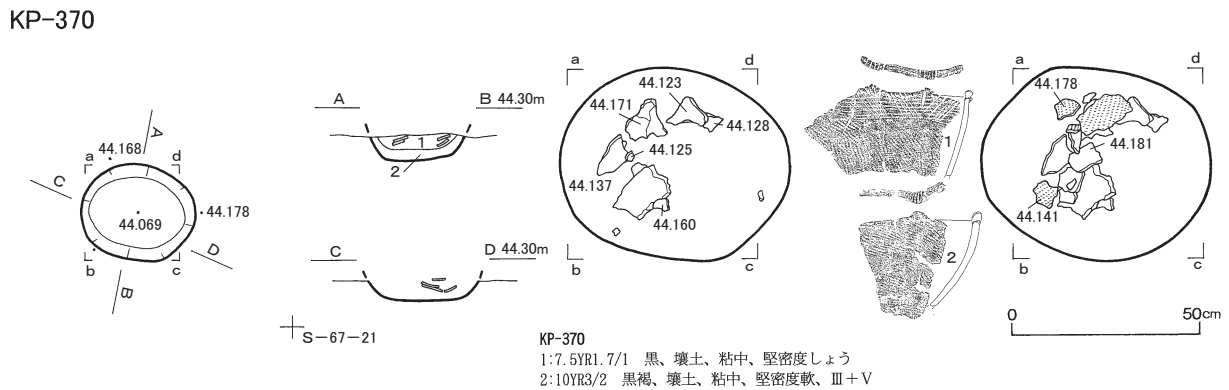 KP-370
A
44.168
a
d
C
44.178
44.069
D
b
c
B
A
B 44.30m
1
2
C
D 44.30m
S-67-21
a
d
44.123
44.171
44.128
44.125
44.137
44.160
b
c
1
2
a
d
44.178
44.181
44.141
b
c
0
50cm
KP-370
1:7.5YR1.7/1 黒、壌土、粘中、堅密度しょう
2:10YR3/2 黒褐、壌土、粘中、堅密度軟、Ⅲ+Ⅴ